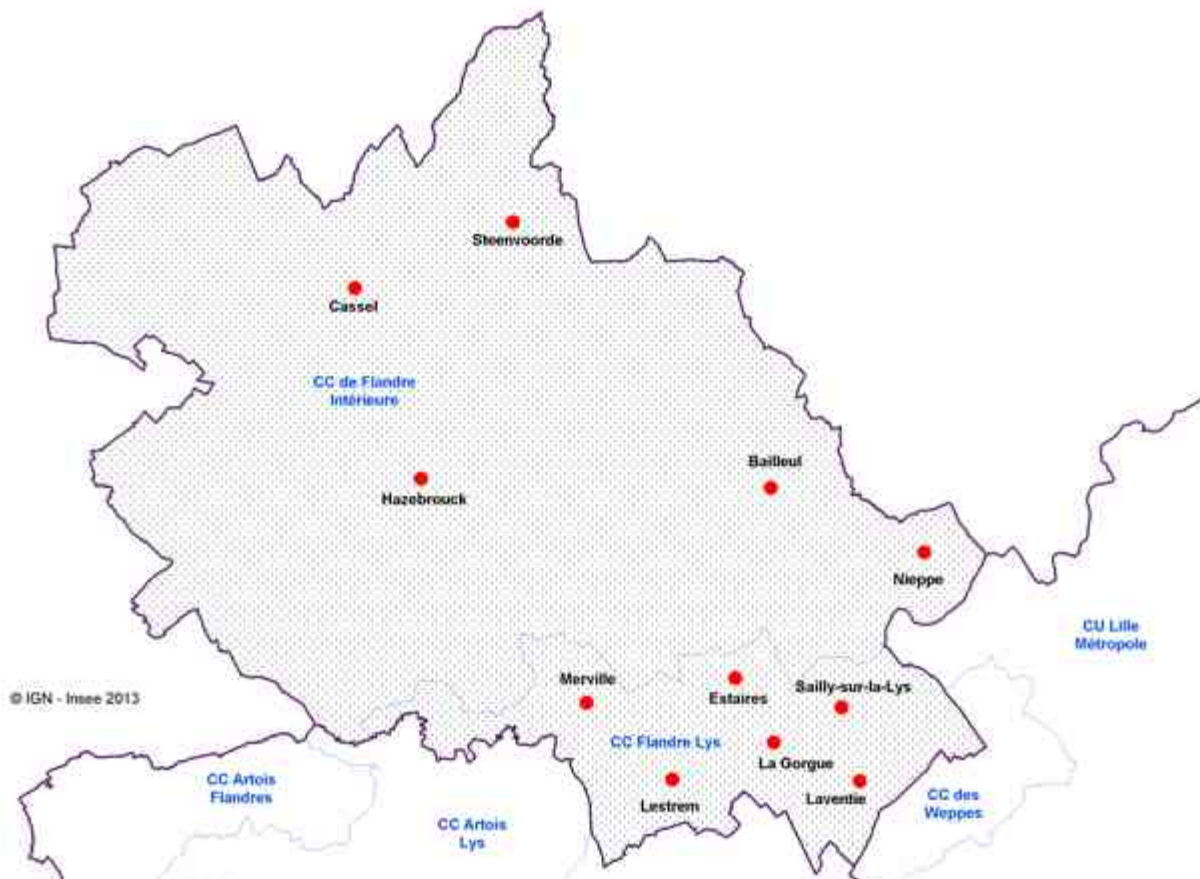 Steenvoorde
Cassel
CC de Flandre
Intérieure
Bailleul
Hazebrouck
Nieppe
CU Lille
Métropole
Merville
Estaires
Sailly-sur-la-Lys
© IGN - Insee 2013
CC Flandre Lys
La Gorgue
CC Artois
Flandres
Lestrem
Laventie
CC des
Weppes
CC Artois
Lys